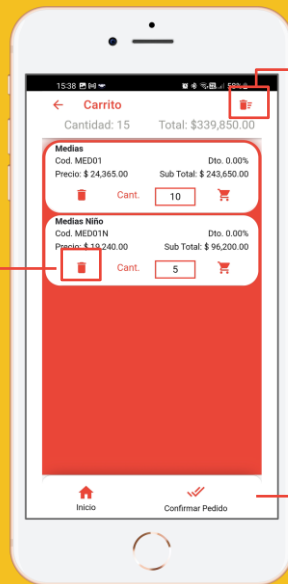 15:38
58%
Carrito
Cantidad: 15 Total: $339,850.00
Medias
Cod. MED01 Dto. 0.00%
Precio: $ 24,365.00 Sub Total: $ 243,650.00
Cant. 10
Medias Niño
Cod. MED01N Dto. 0.00%
Precio: $ 19,240.00 Sub Total: $ 96,200.00
Cant. 5
Inicio Confirmar Pedido